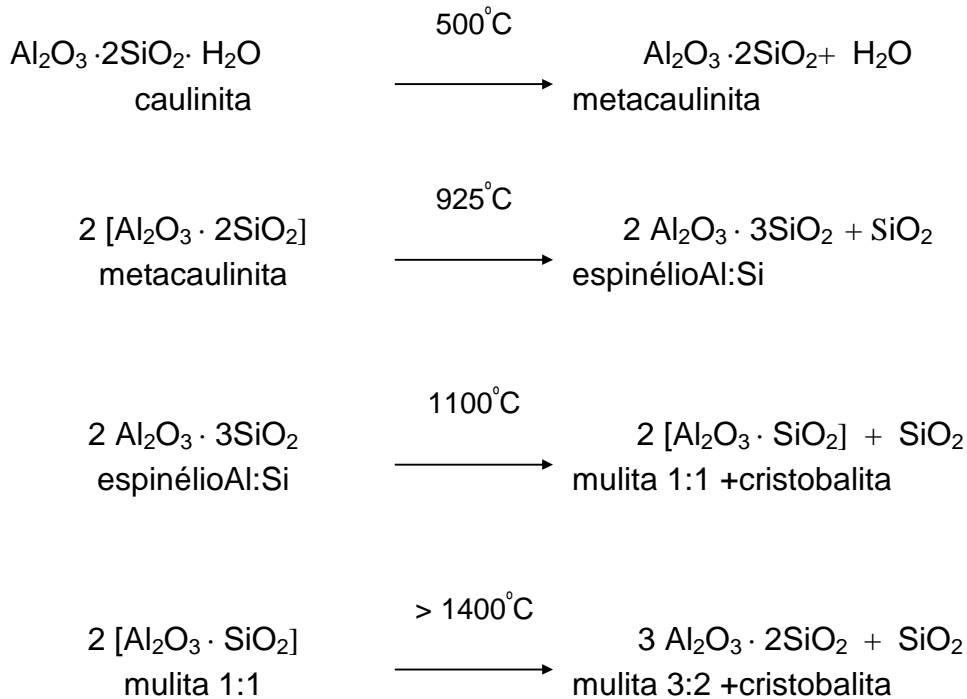 500°C
Al₂O₃ ·2SiO₂· H₂O Al₂O₃ ·2SiO₂+ H₂O
caulinita metacaulinita
925°C
2 [Al₂O₃ · 2SiO₂] 2 Al₂O₃ · 3SiO₂ + SiO₂
metacaulinita espinélioAl:Si
1100°C
2 Al₂O₃ · 3SiO₂ 2 [Al₂O₃ · SiO₂] + SiO₂
espinélioAl:Si mulita 1:1 +cristobalita
> 1400°C
2 [Al₂O₃ · SiO₂] 3 Al₂O₃ · 2SiO₂ + SiO₂
mulita 1:1 mulita 3:2 +cristobalita